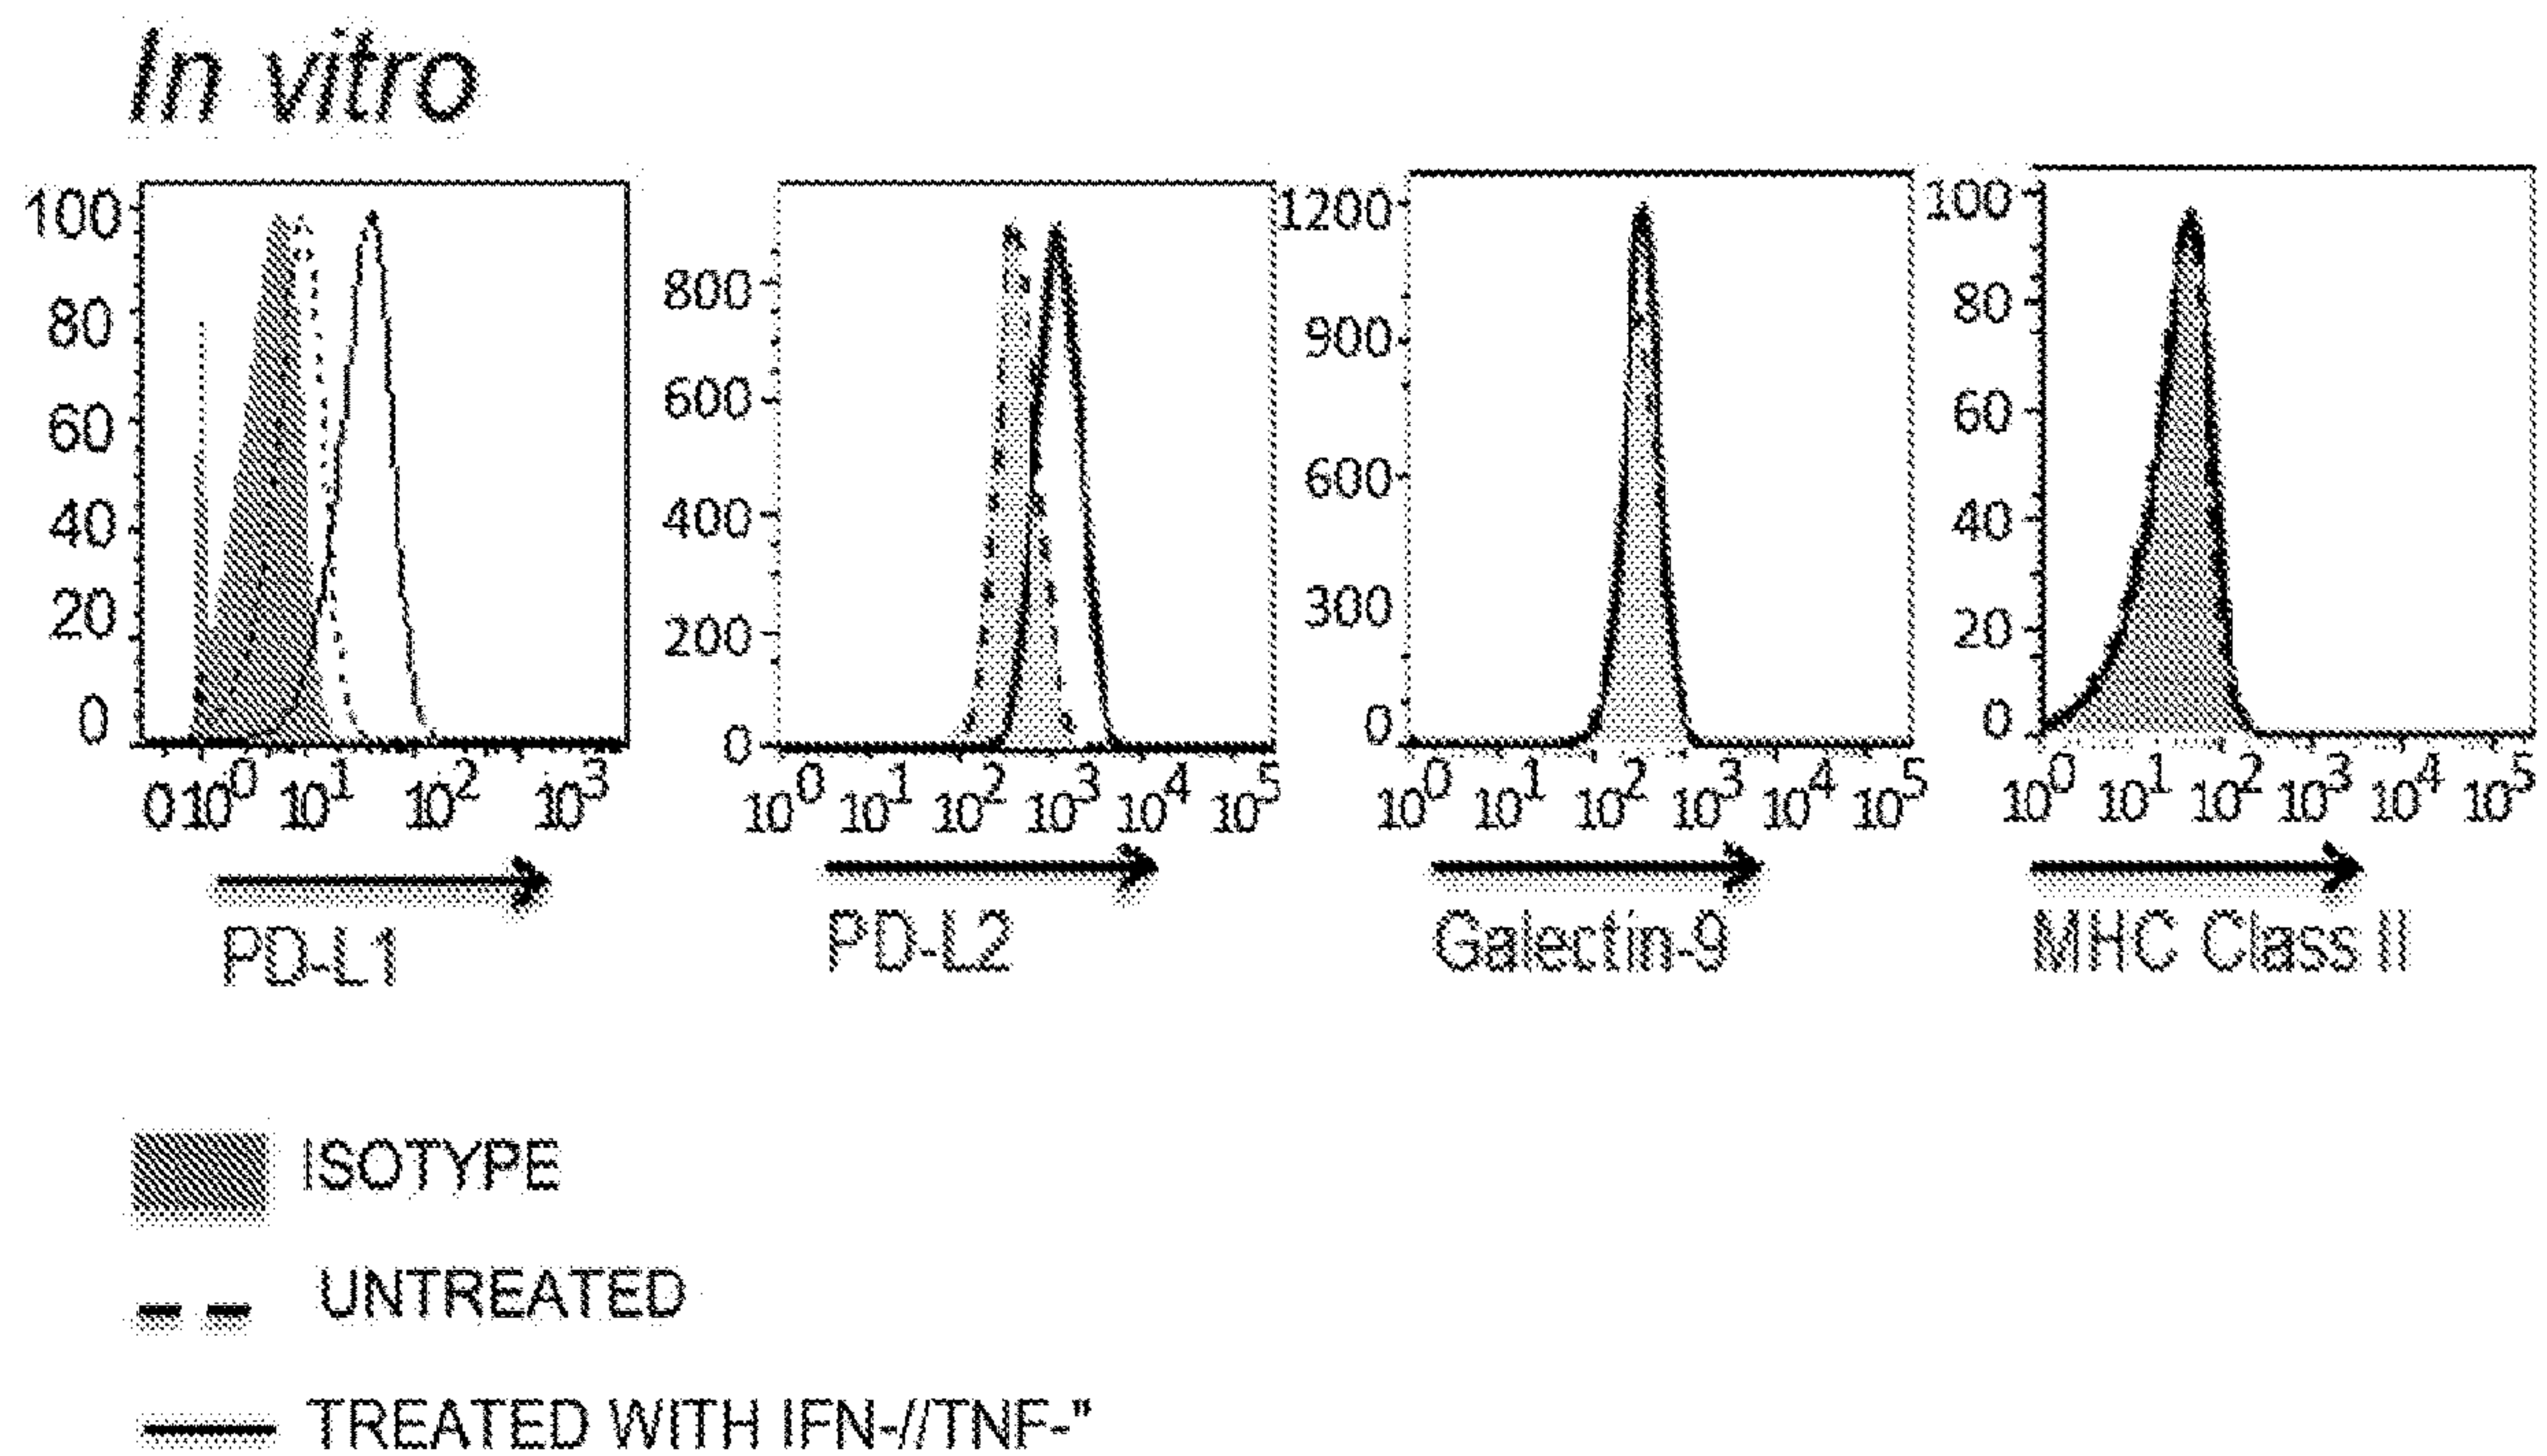 In vitro
100
80
60
40
20
0
0 10^0 10^1 10^2 10^3
PD-L1
800
600
400
200
0
10^0 10^1 10^2 10^3 10^4 10^5
PD-L2
1200
900
600
300
0
10^0 10^1 10^2 10^3 10^4 10^5
Galectin-9
100
80
60
40
20
0
10^0 10^1 10^2 10^3 10^4 10^5
MHC Class II
ISOTYPE
UNTREATED
TREATED WITH IFN-//TNF-"